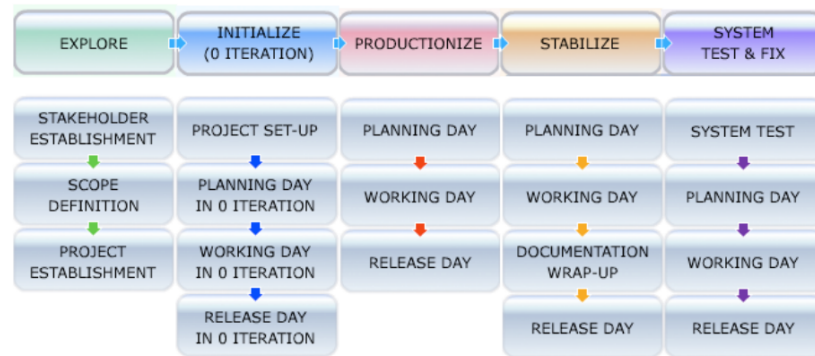 EXPLORE
INITIALIZE
(0 ITERATION)
PRODUCTIONIZE
STABILIZE
SYSTEM
TEST & FIX
STAKEHOLDER
ESTABLISHMENT
SCOPE
DEFINITION
PROJECT
ESTABLISHMENT
PROJECT SET-UP
PLANNING DAY
IN 0 ITERATION
WORKING DAY
IN 0 ITERATION
RELEASE DAY
IN 0 ITERATION
PLANNING DAY
WORKING DAY
RELEASE DAY
PLANNING DAY
WORKING DAY
DOCUMENTATION
WRAP-UP
RELEASE DAY
SYSTEM TEST
PLANNING DAY
WORKING DAY
RELEASE DAY